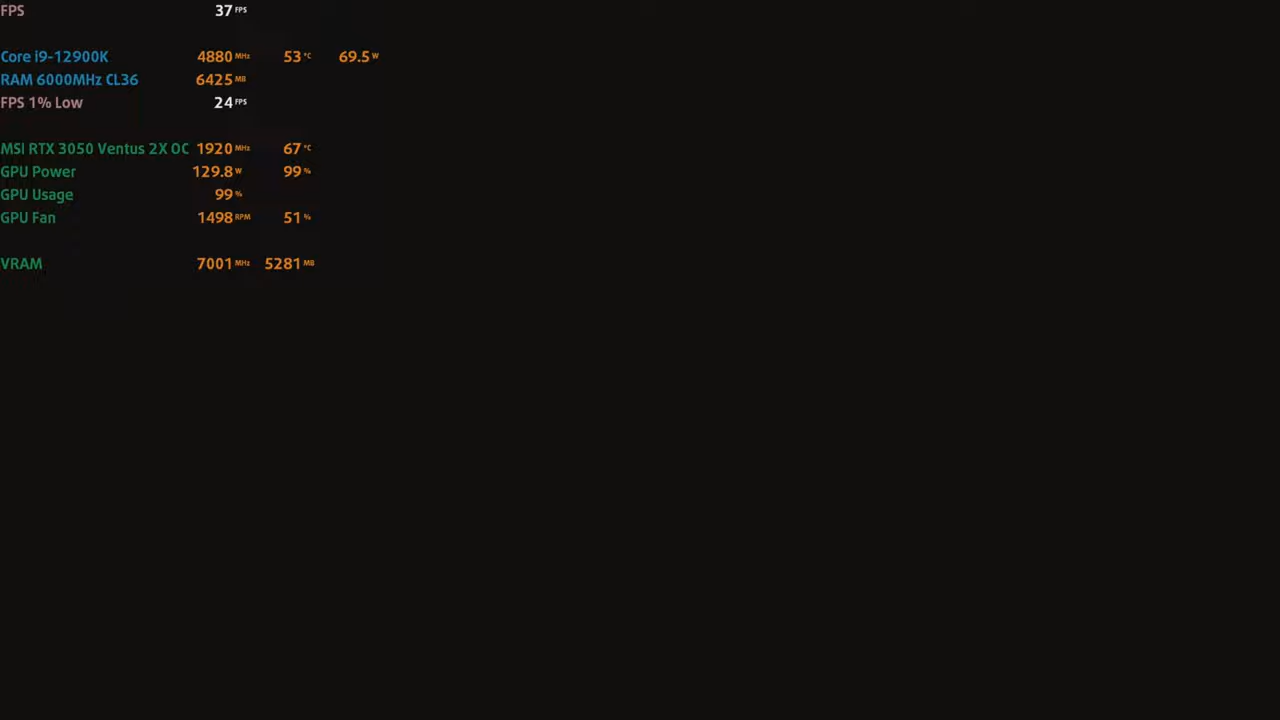 FPS 37 FPS
Core i9-12900K 4880 MHz 53 °C 69.5 W
RAM 6000MHz CL36 6425 MB
FPS 1% Low 24 FPS
MSI RTX 3050 Ventus 2X OC 1920 MHz 67 °C
GPU Power 129.8 W 99 %
GPU Usage 99 %
GPU Fan 1498 RPM 51 %
VRAM 7001 MHz 5281 MB